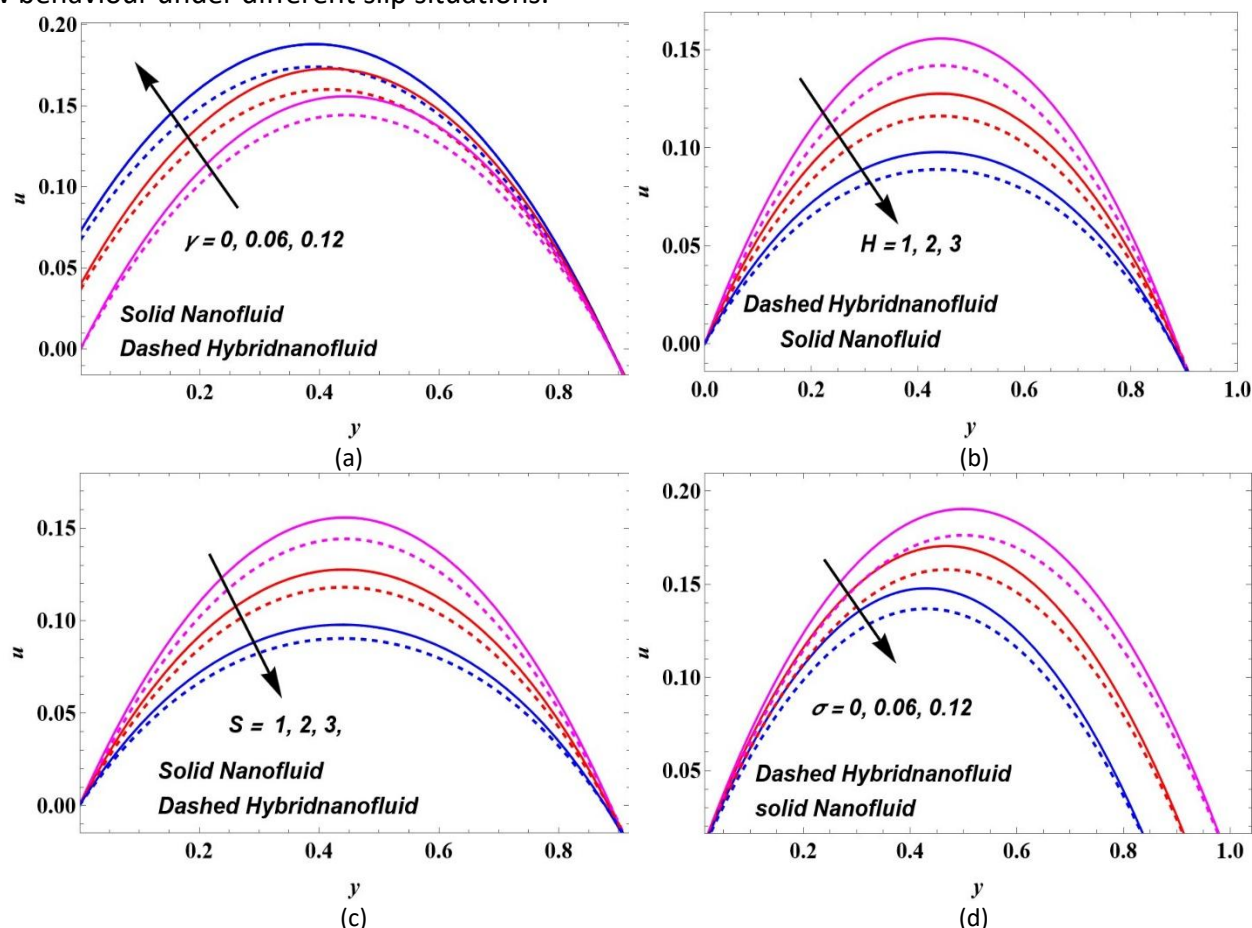 behaviour under different slip situations.
0.20
0.15
0.10
0.05
0.00
u
γ = 0, 0.06, 0.12
Solid Nanofluid
Dashed Hybridnanofluid
0.2 0.4 0.6 0.8
y
(a)
0.15
0.10
0.05
0.00
u
H = 1, 2, 3
Dashed Hybridnanofluid
Solid Nanofluid
0.0 0.2 0.4 0.6 0.8 1.0
y
(b)
0.15
0.10
0.05
0.00
u
S = 1, 2, 3,
Solid Nanofluid
Dashed Hybridnanofluid
0.2 0.4 0.6 0.8
y
(c)
0.20
0.15
0.10
0.05
u
σ = 0, 0.06, 0.12
Dashed Hybridnanofluid
solid Nanofluid
0.2 0.4 0.6 0.8 1.0
y
(d)